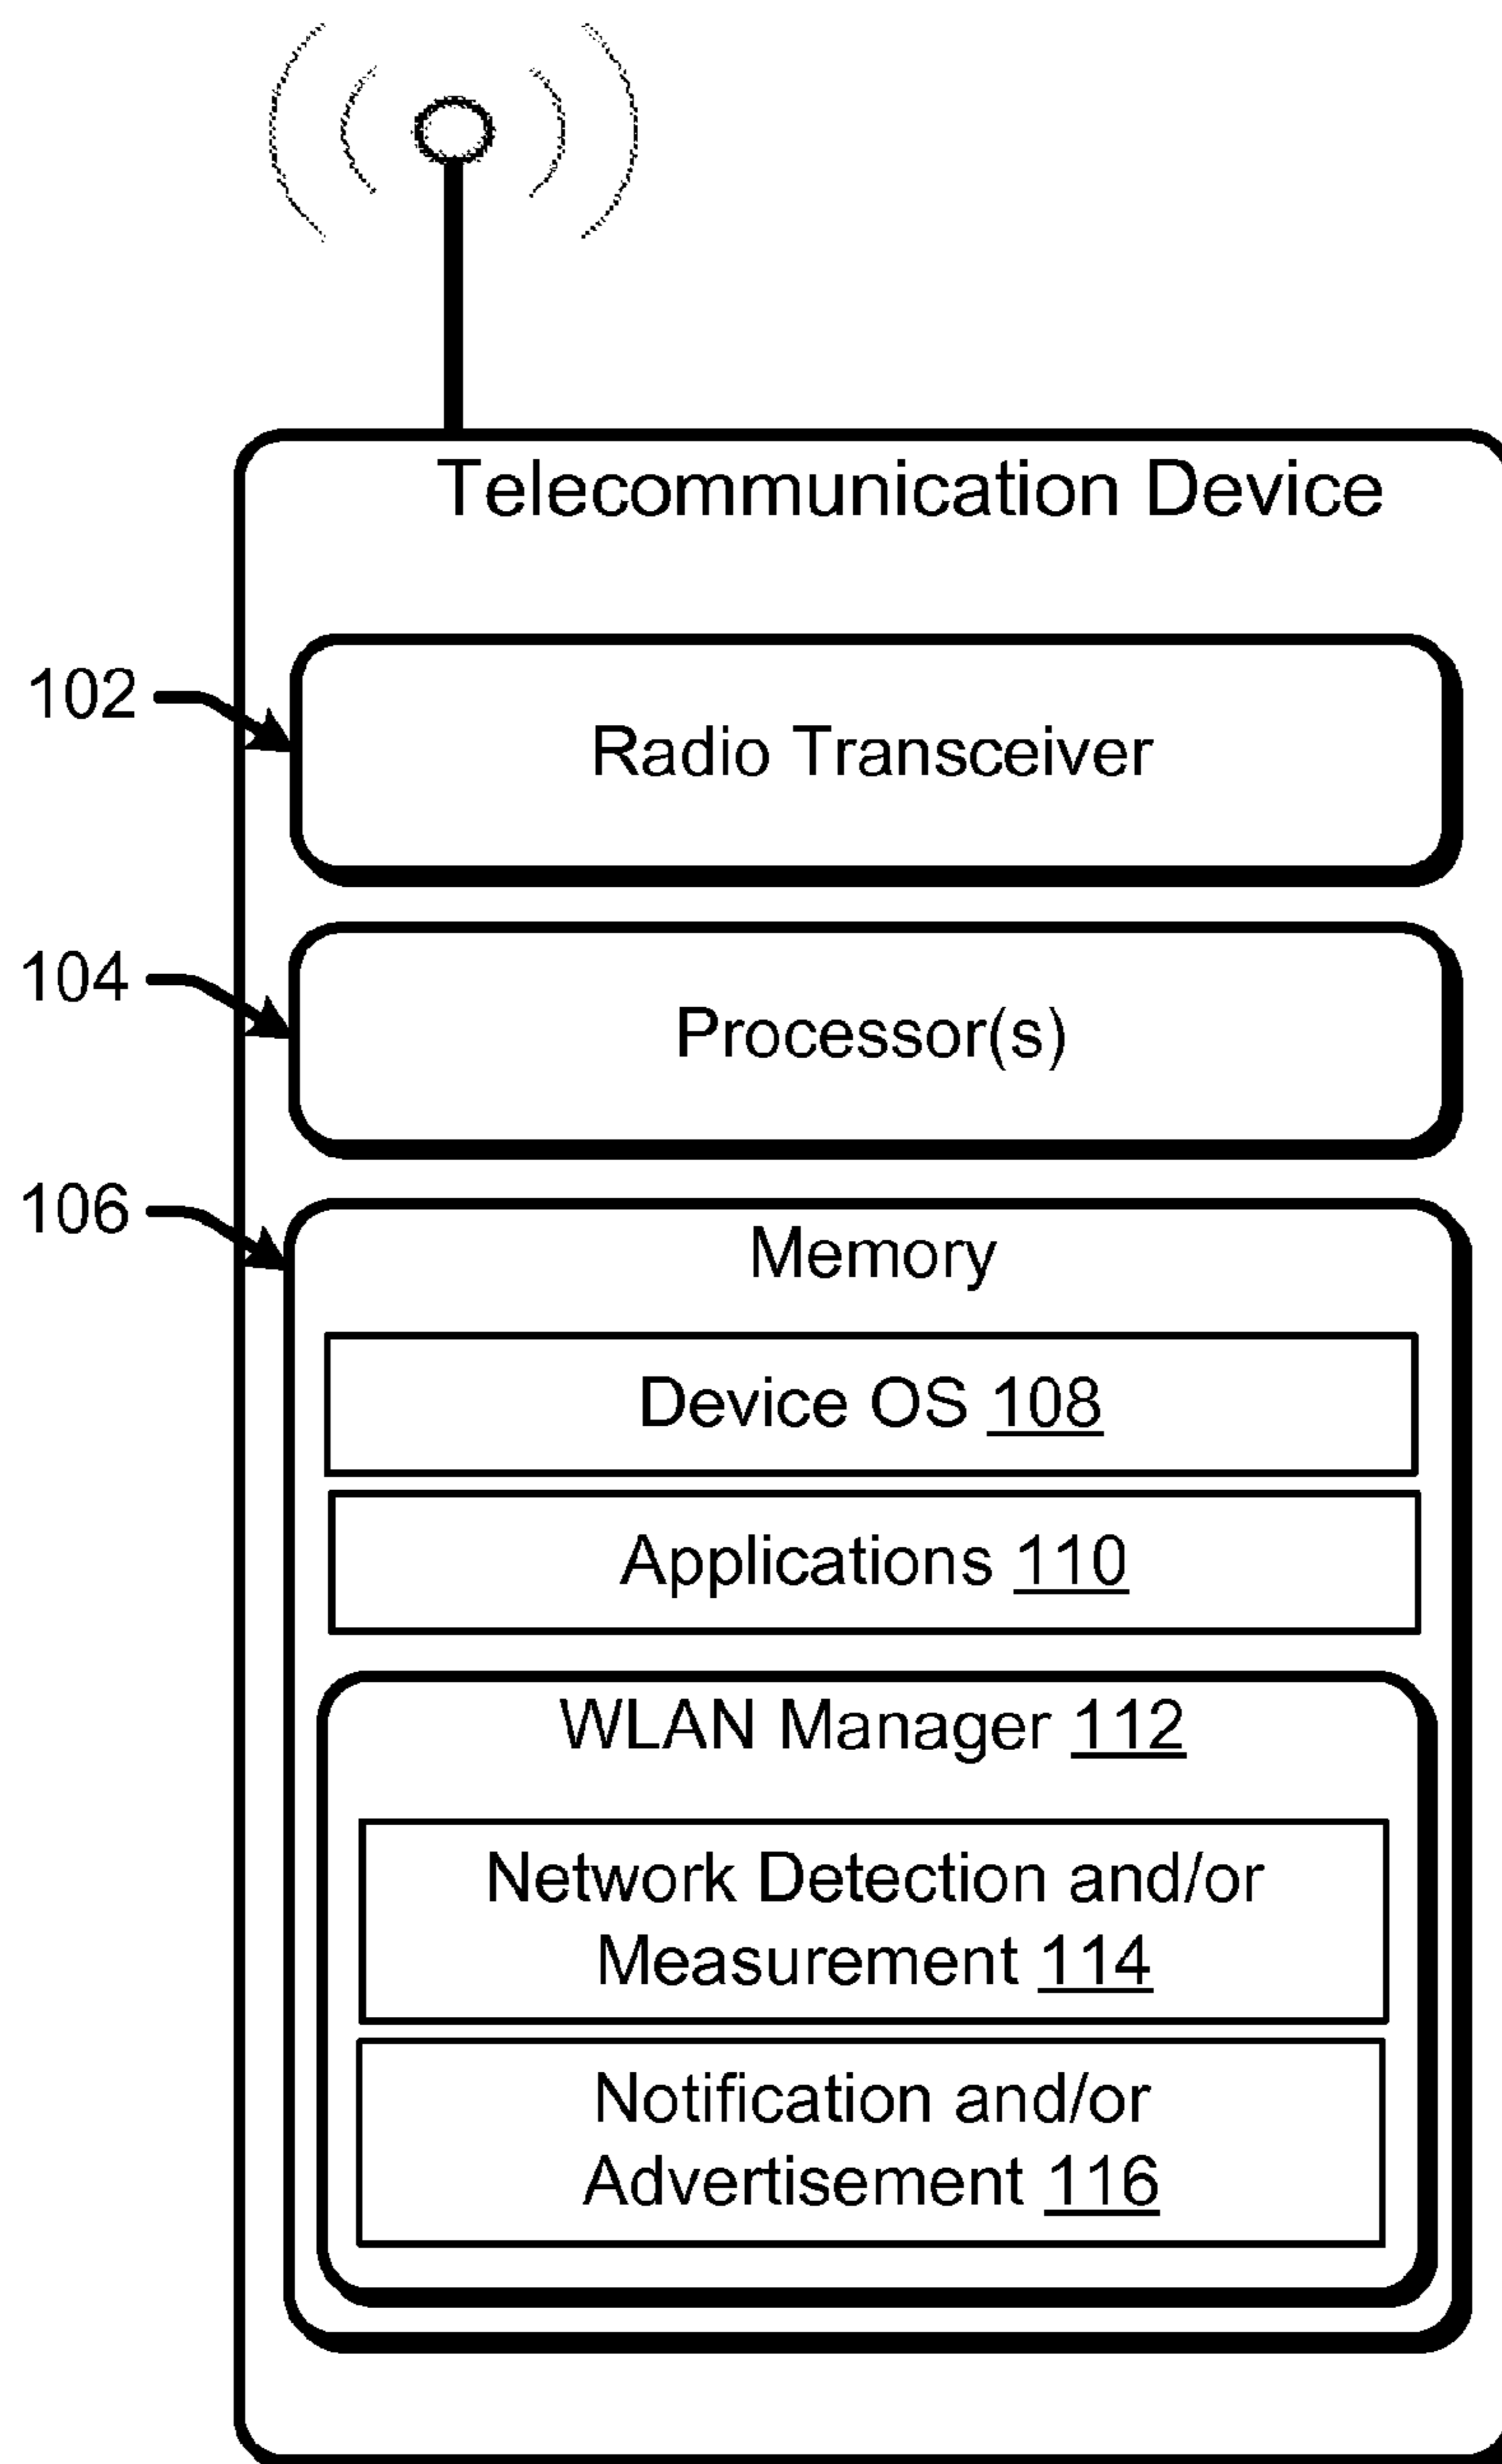 Telecommunication Device
102
Radio Transceiver
104
Processor(s)
106
Memory
Device OS 108
Applications 110
WLAN Manager 112
Network Detection and/or
Measurement 114
Notification and/or
Advertisement 116